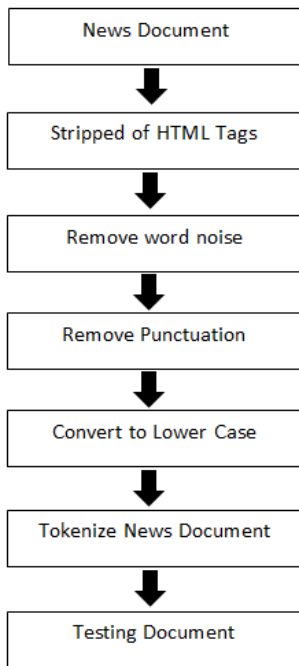 News Document
Stripped of HTML Tags
Remove word noise
Remove Punctuation
Convert to Lower Case
Tokenize News Document
Testing Document